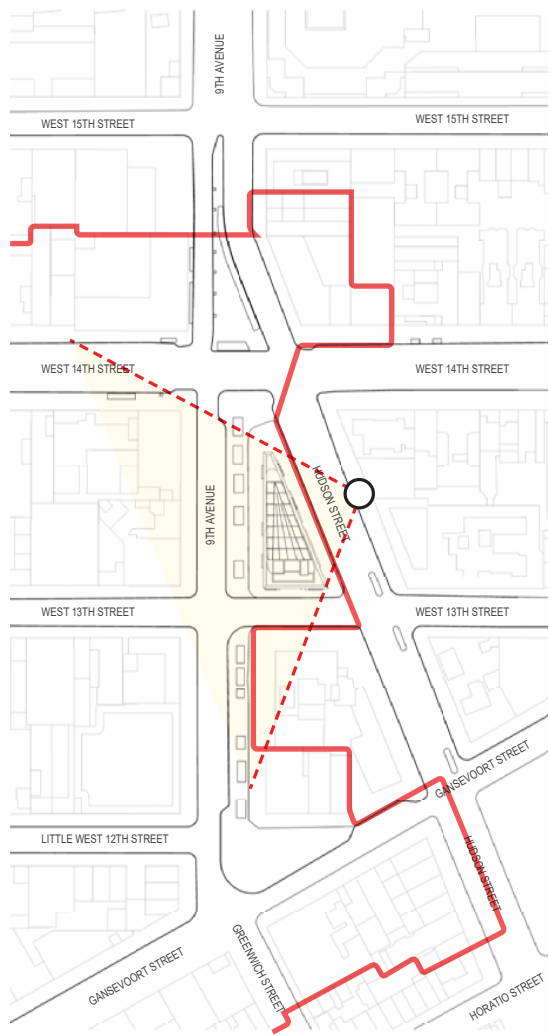 9TH AVENUE
WEST 15TH STREET
WEST 15TH STREET
WEST 14TH STREET
WEST 14TH STREET
HUDSON STREET
9TH AVENUE
WEST 13TH STREET
WEST 13TH STREET
GANSEVOORT STREET
LITTLE WEST 12TH STREET
HUDSON STREET
GREENWICH STREET
GANSEVOORT STREET
HORATIO STREET